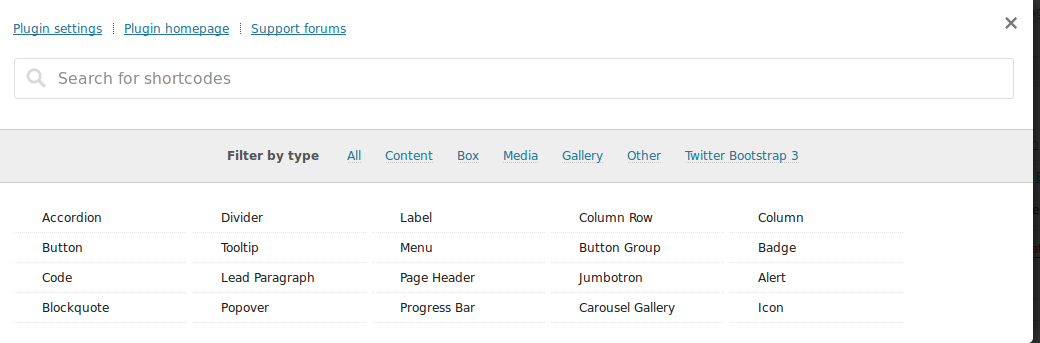 Plugin settings Plugin homepage Support forums
Search for shortcodes
Filter by type All Content Box Media Gallery Other Twitter Bootstrap 3
Accordion Divider Label Column Row Column
Button Tooltip Menu Button Group Badge
Code Lead Paragraph Page Header Jumbotron Alert
Blockquote Popover Progress Bar Carousel Gallery Icon